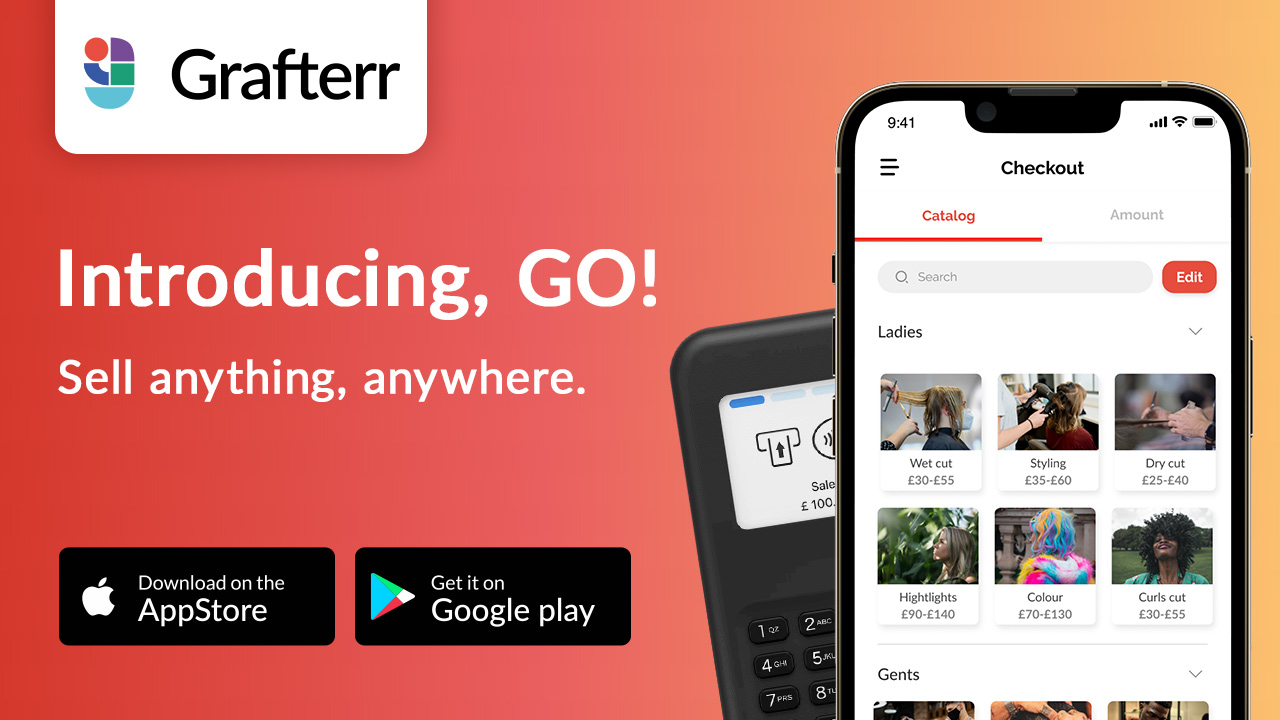 Grafterr
Introducing, GO!
Sell anything, anywhere.
Download on the
AppStore
Get it on
Google play
Sale
£ 100.
1 QZ
2 ABC
4 GHI
5 JKL
7 PRS
8
9:41
Checkout
Catalog
Amount
Search
Edit
Ladies
Wet cut
£30-£55
Styling
£35-£60
Dry cut
£25-£40
Hightlights
£90-£140
Colour
£70-£130
Curls cut
£30-£55
Gents